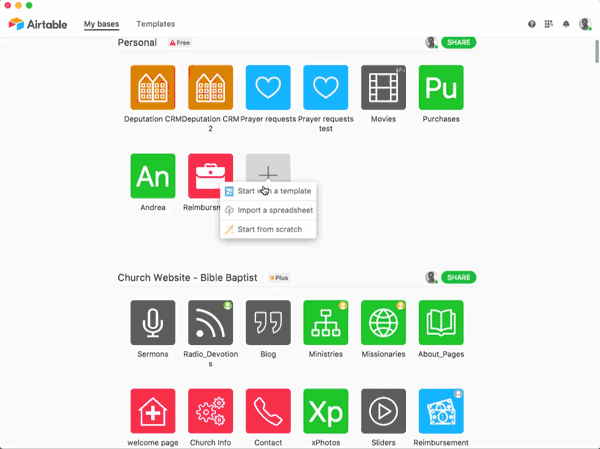 Airtable My bases Templates
Personal Free SHARE
Deputation CRM Deputation CRM 2 Prayer requests Prayer requests test Movies Pu Purchases
An Andrea Reimbursm
Start with a template
Import a spreadsheet
Start from scratch
Church Website - Bible Baptist Plus SHARE
Sermons Radio_Devotions Blog Ministries Missionaries About_Pages
Xp
welcome page Church Info Contact xPhotos Sliders Reimbursement